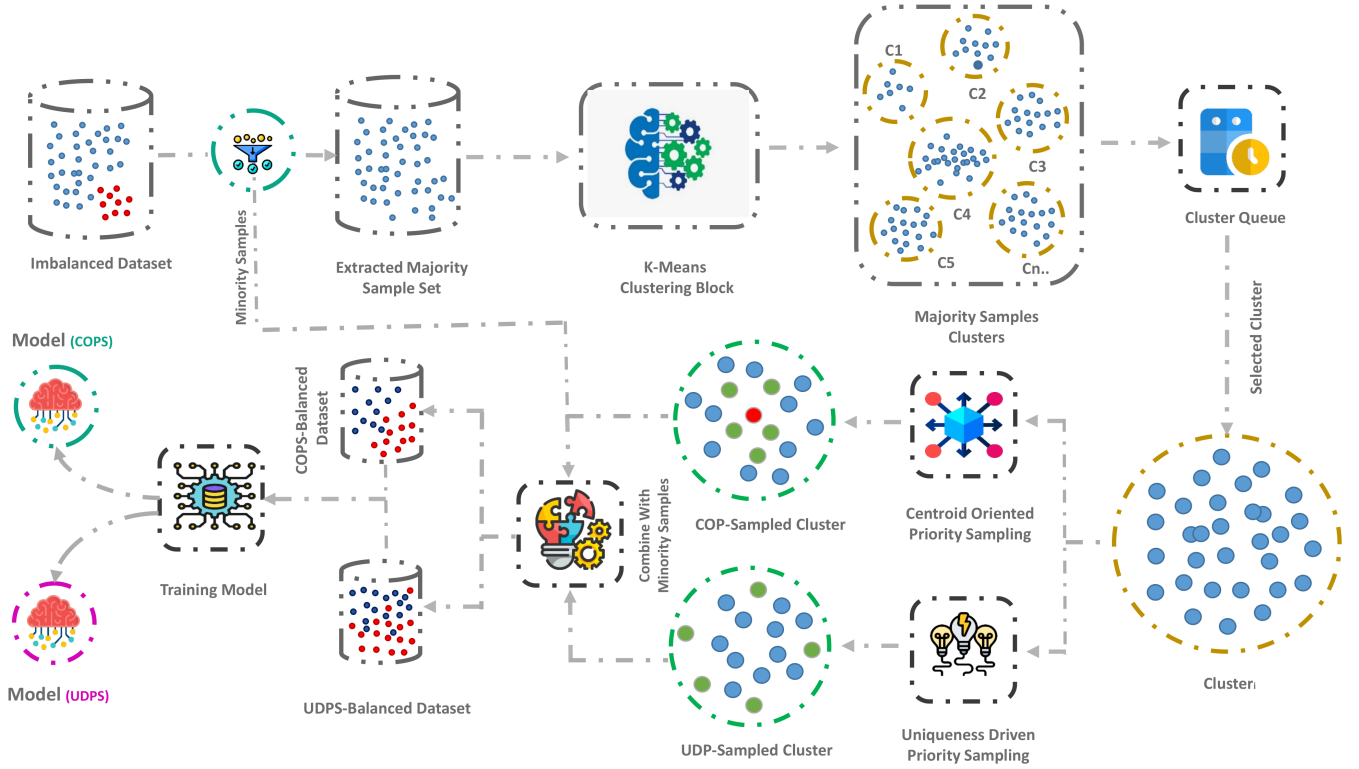 C1
C2
C3
C4
C5
Cn..
Imbalanced Dataset
Minority Samples
Extracted Majority
Sample Set
K-Means
Clustering Block
Majority Samples
Clusters
Cluster Queue
Selected Cluster
Model (COPS)
COPS-Balanced
Dataset
COP-Sampled Cluster
Centroid Oriented
Priority Sampling
Combine With
Minority Samples
Training Model
Model (UDPS)
UDPS-Balanced Dataset
UDP-Sampled Cluster
Uniqueness Driven
Priority Sampling
Clusteri